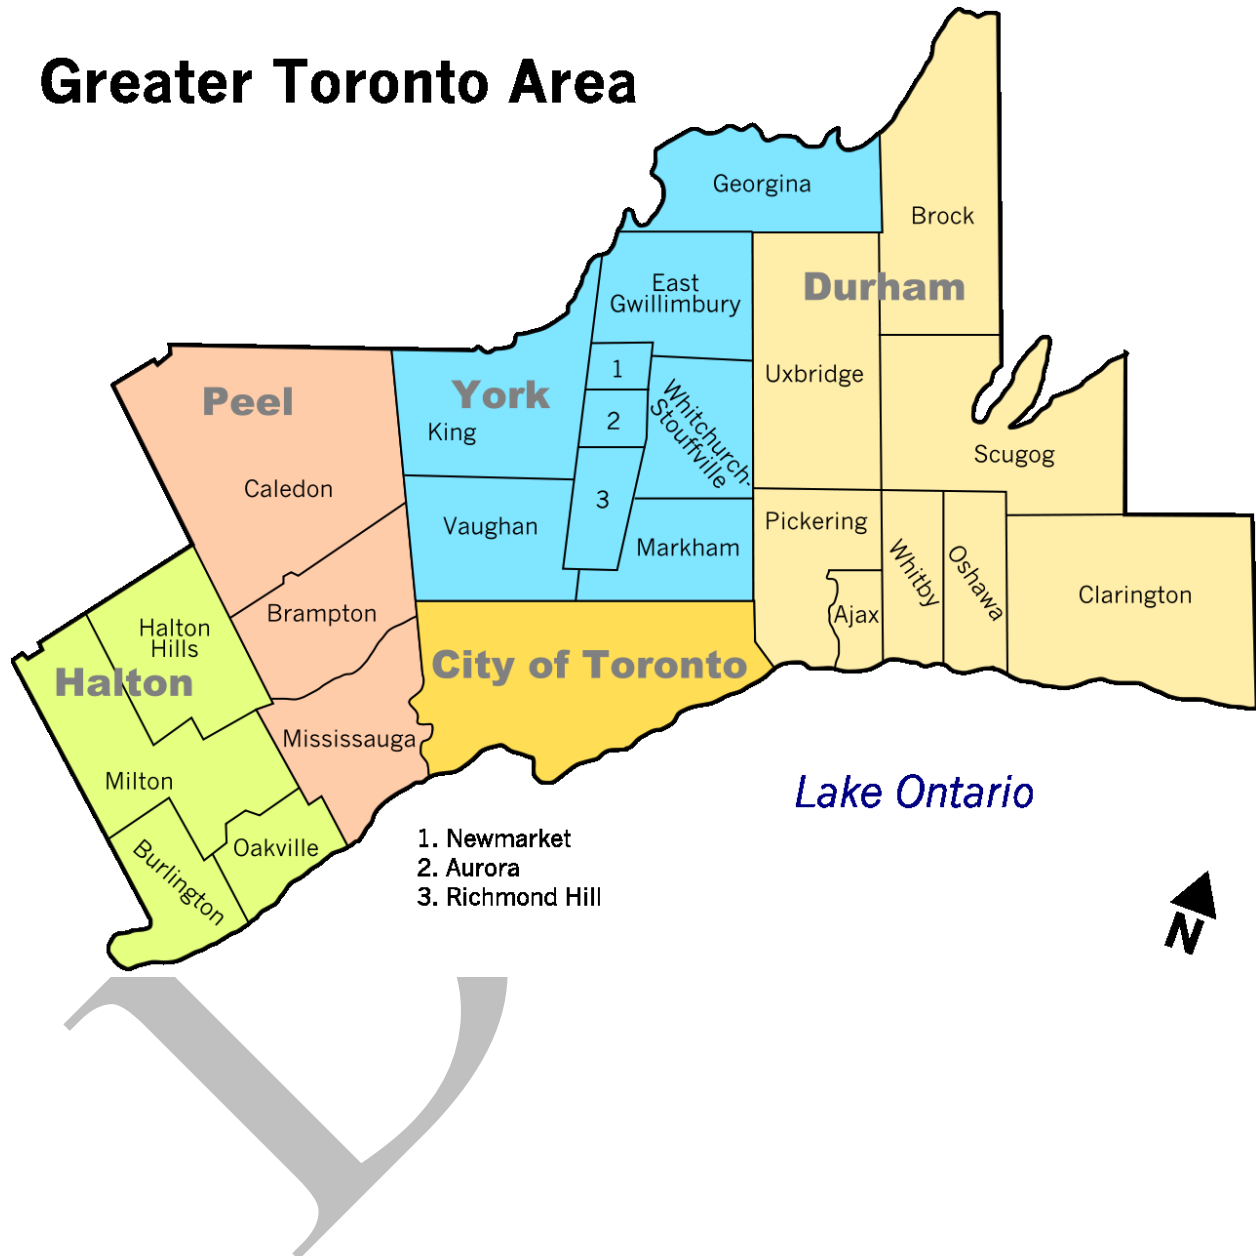 Greater Toronto Area
Georgina
Brock
East
Gwillimbury
Durham
1
Uxbridge
Peel
York
Whitchurch-
Stouffville
2
King
Scugog
Caledon
3
Vaughan
Pickering
Markham
Whitby
Oshawa
Clarington
Brampton
Ajax
Halton
Hills
City of Toronto
Halton
Mississauga
Milton
Lake Ontario
Burlington
Oakville
1. Newmarket
2. Aurora
3. Richmond Hill
N